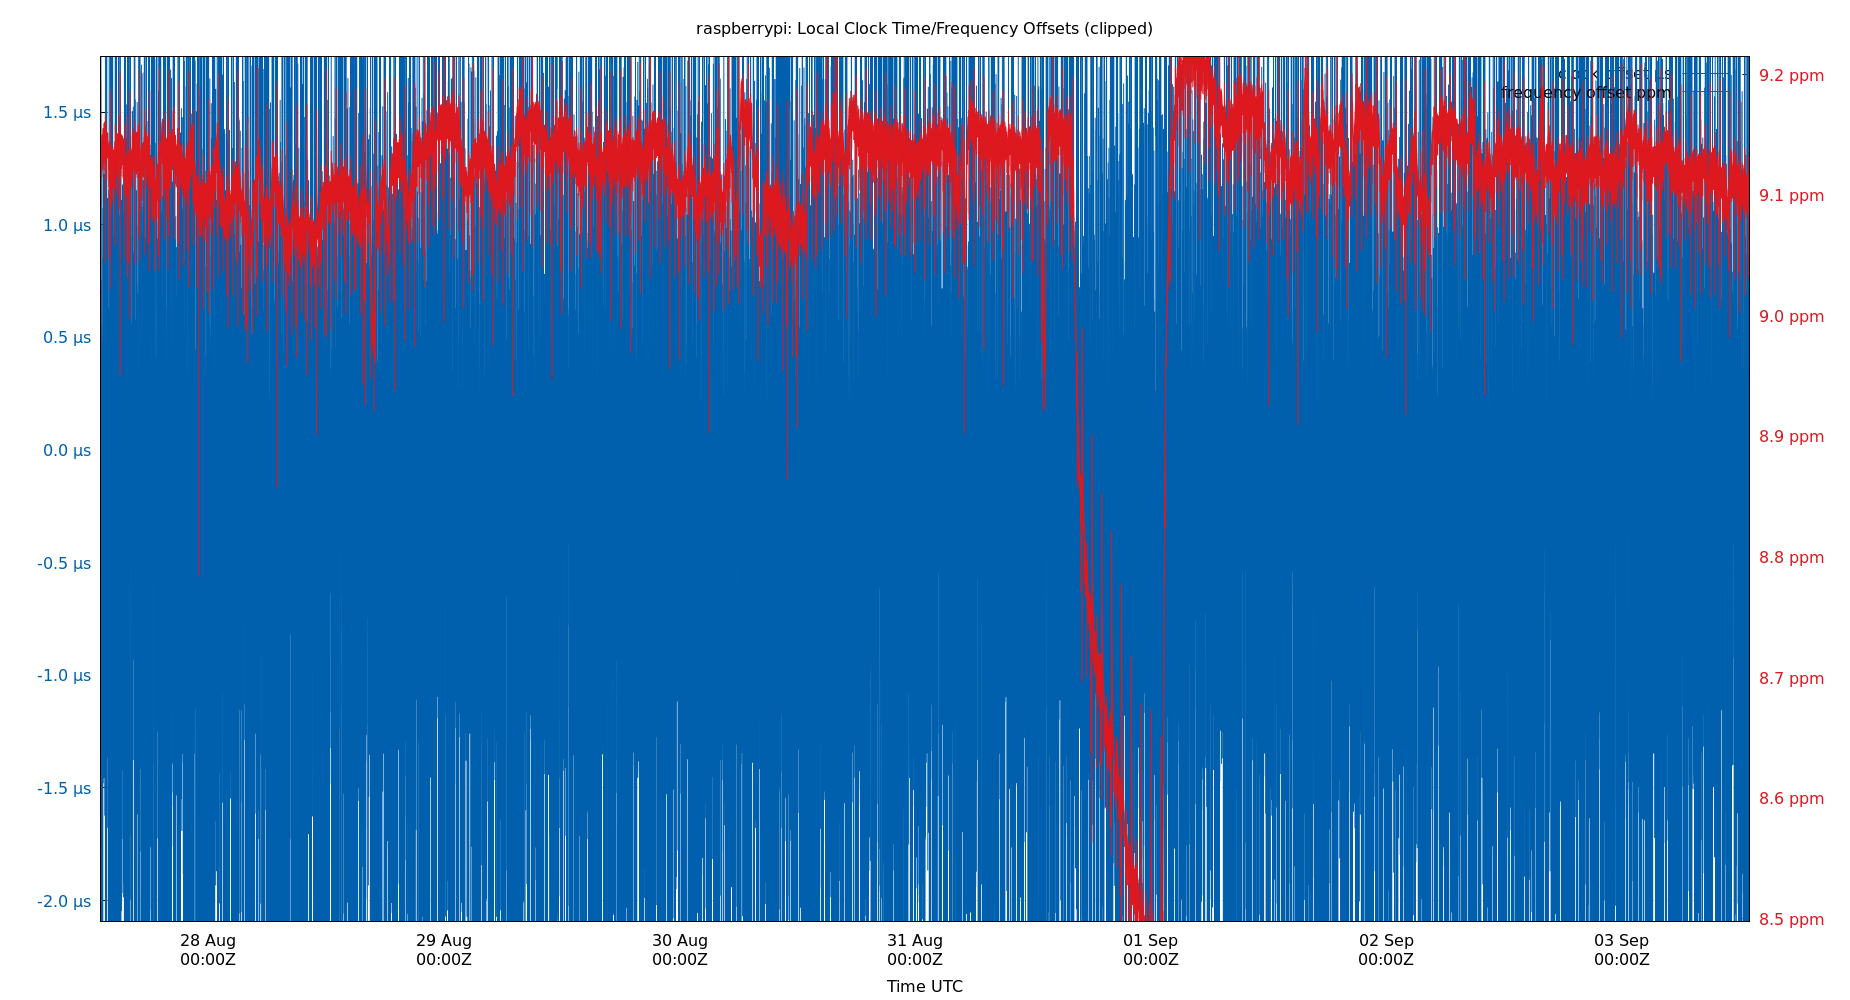 raspberrypi: Local Clock Time/Frequency Offsets (clipped)
clock offset µs
frequency offset ppm
1.5 µs
1.0 µs
0.5 µs
0.0 µs
-0.5 µs
-1.0 µs
-1.5 µs
-2.0 µs
9.2 ppm
9.1 ppm
9.0 ppm
8.9 ppm
8.8 ppm
8.7 ppm
8.6 ppm
8.5 ppm
28 Aug 29 Aug 30 Aug 31 Aug 01 Sep 02 Sep 03 Sep
00:00Z 00:00Z 00:00Z 00:00Z 00:00Z 00:00Z 00:00Z
Time UTC